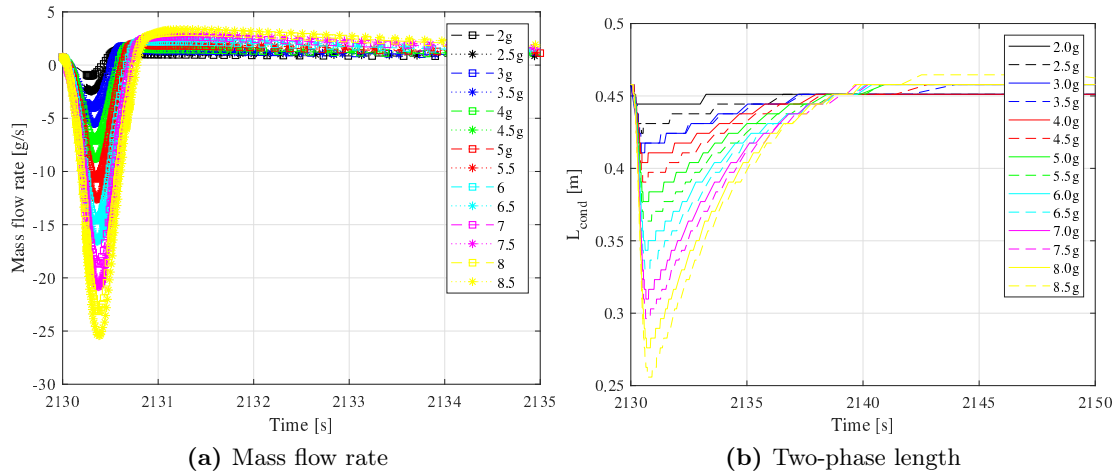 5
0
-5
-10
-15
-20
-25
-30
Mass flow rate [g/s]
2130
2131
2132
2133
2134
2135
Time [s]
2g
2.5g
3g
3.5g
4g
4.5g
5g
5.5
6
6.5
7
7.5
8
8.5
(a) Mass flow rate
0.5
0.45
0.4
0.35
0.3
0.25
L_cond [m]
2130
2135
2140
2145
2150
Time [s]
2.0g
2.5g
3.0g
3.5g
4.0g
4.5g
5.0g
5.5g
6.0g
6.5g
7.0g
7.5g
8.0g
8.5g
(b) Two-phase length